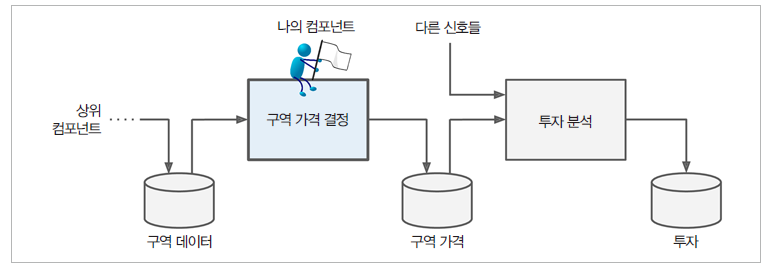 나의 컴포넌트
다른 신호들
상위
컴포넌트
구역 가격 결정
투자 분석
구역 데이터
구역 가격
투자